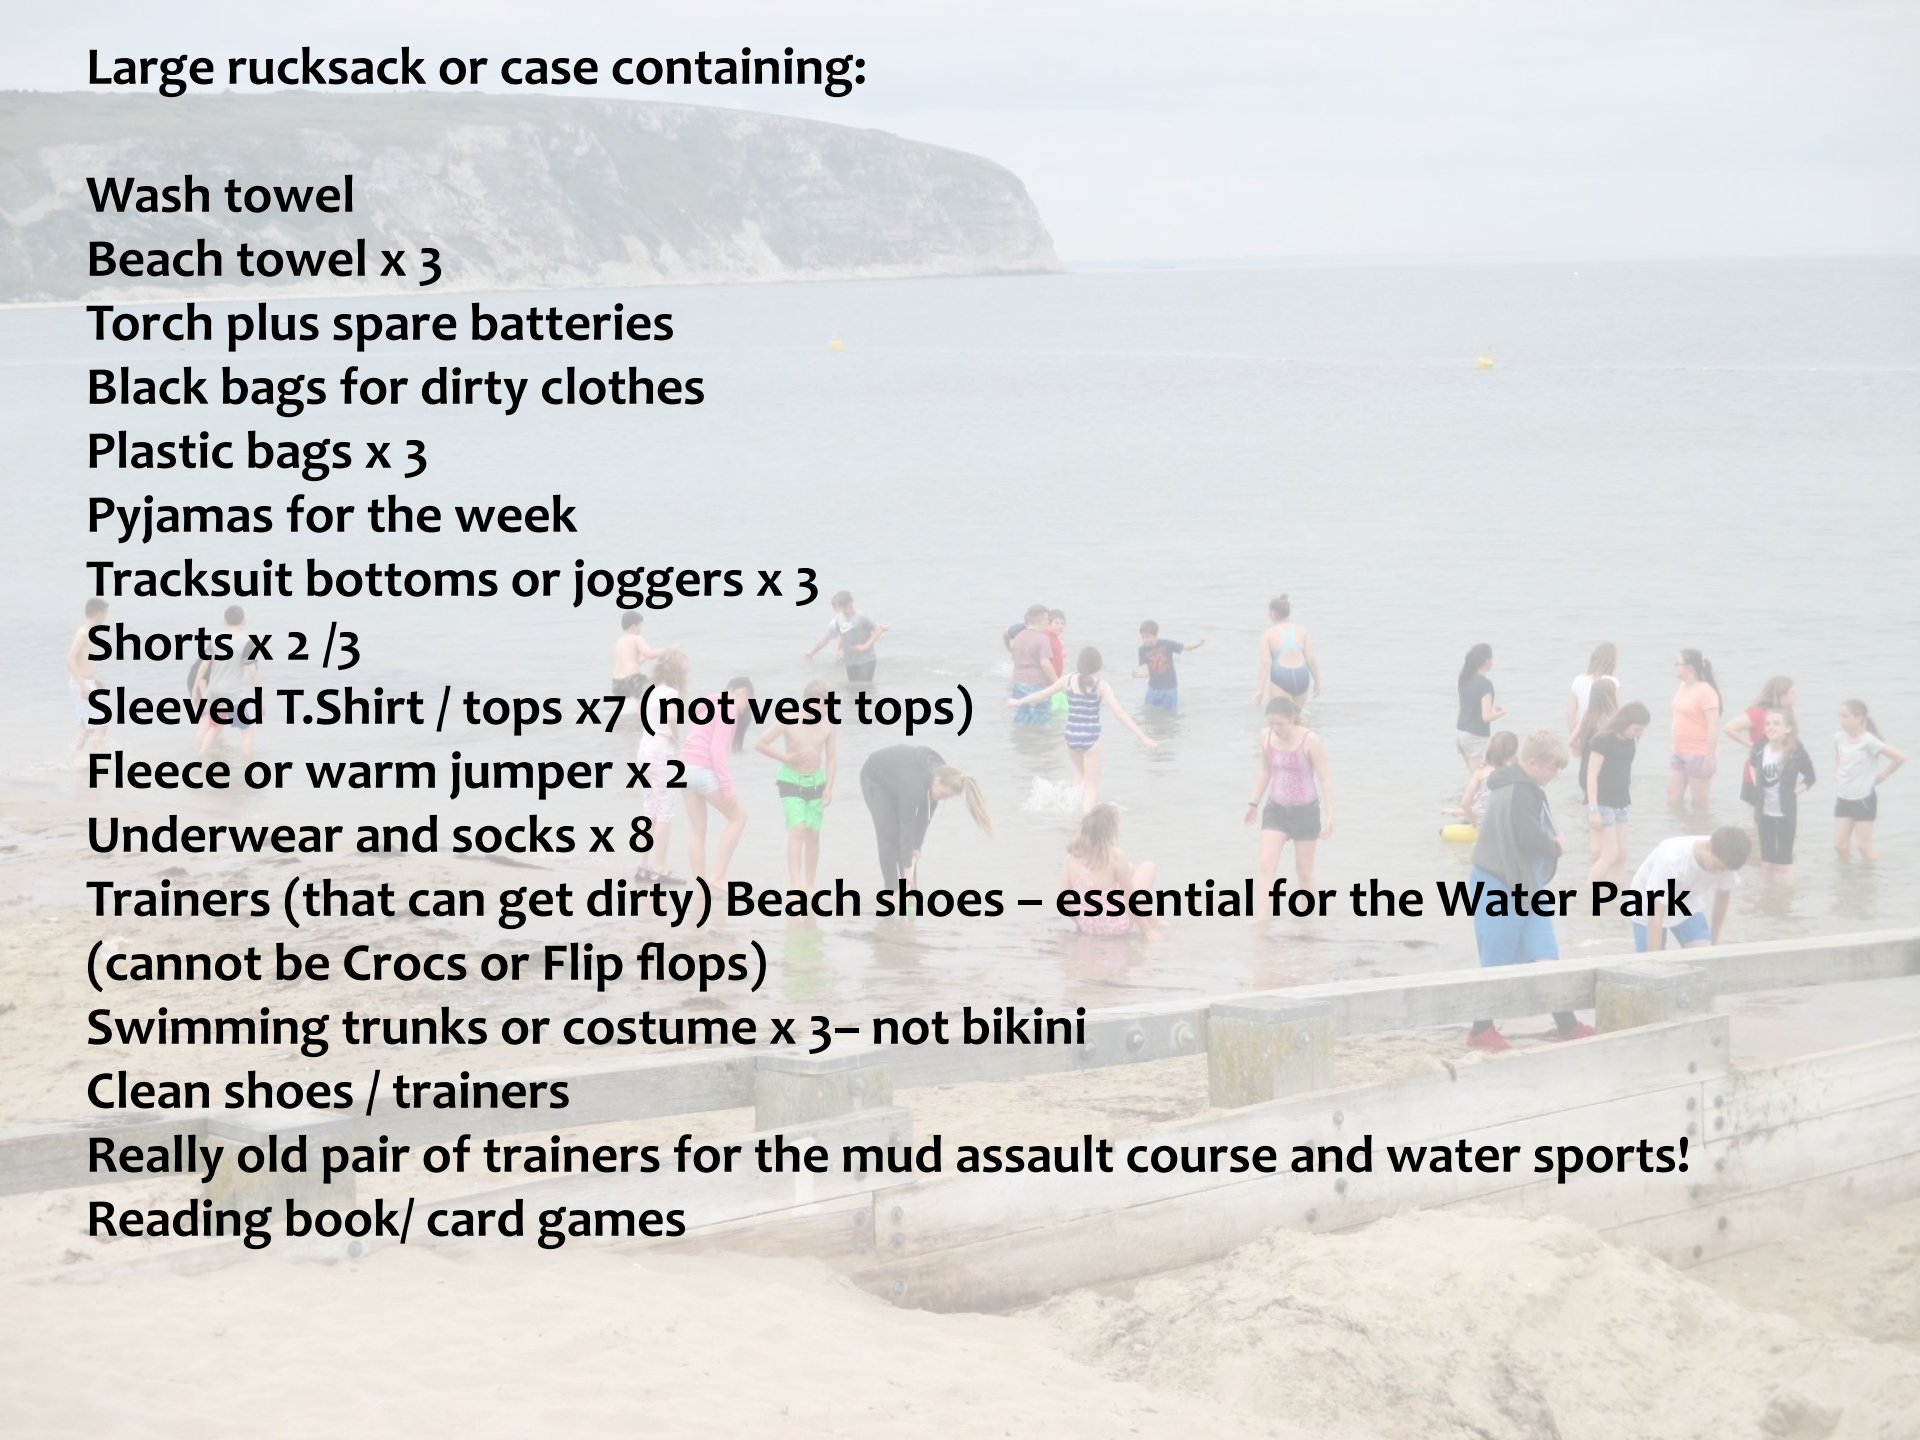 Large rucksack or case containing:
Wash towel
Beach towel x 3
Torch plus spare batteries
Black bags for dirty clothes
Plastic bags x 3
Pyjamas for the week
Tracksuit bottoms or joggers x 3
Shorts x 2 /3
Sleeved T.Shirt / tops x7 (not vest tops)
Fleece or warm jumper x 2
Underwear and socks x 8
Trainers (that can get dirty) Beach shoes – essential for the Water Park
(cannot be Crocs or Flip flops)
Swimming trunks or costume x 3– not bikini
Clean shoes / trainers
Really old pair of trainers for the mud assault course and water sports!
Reading book/ card games